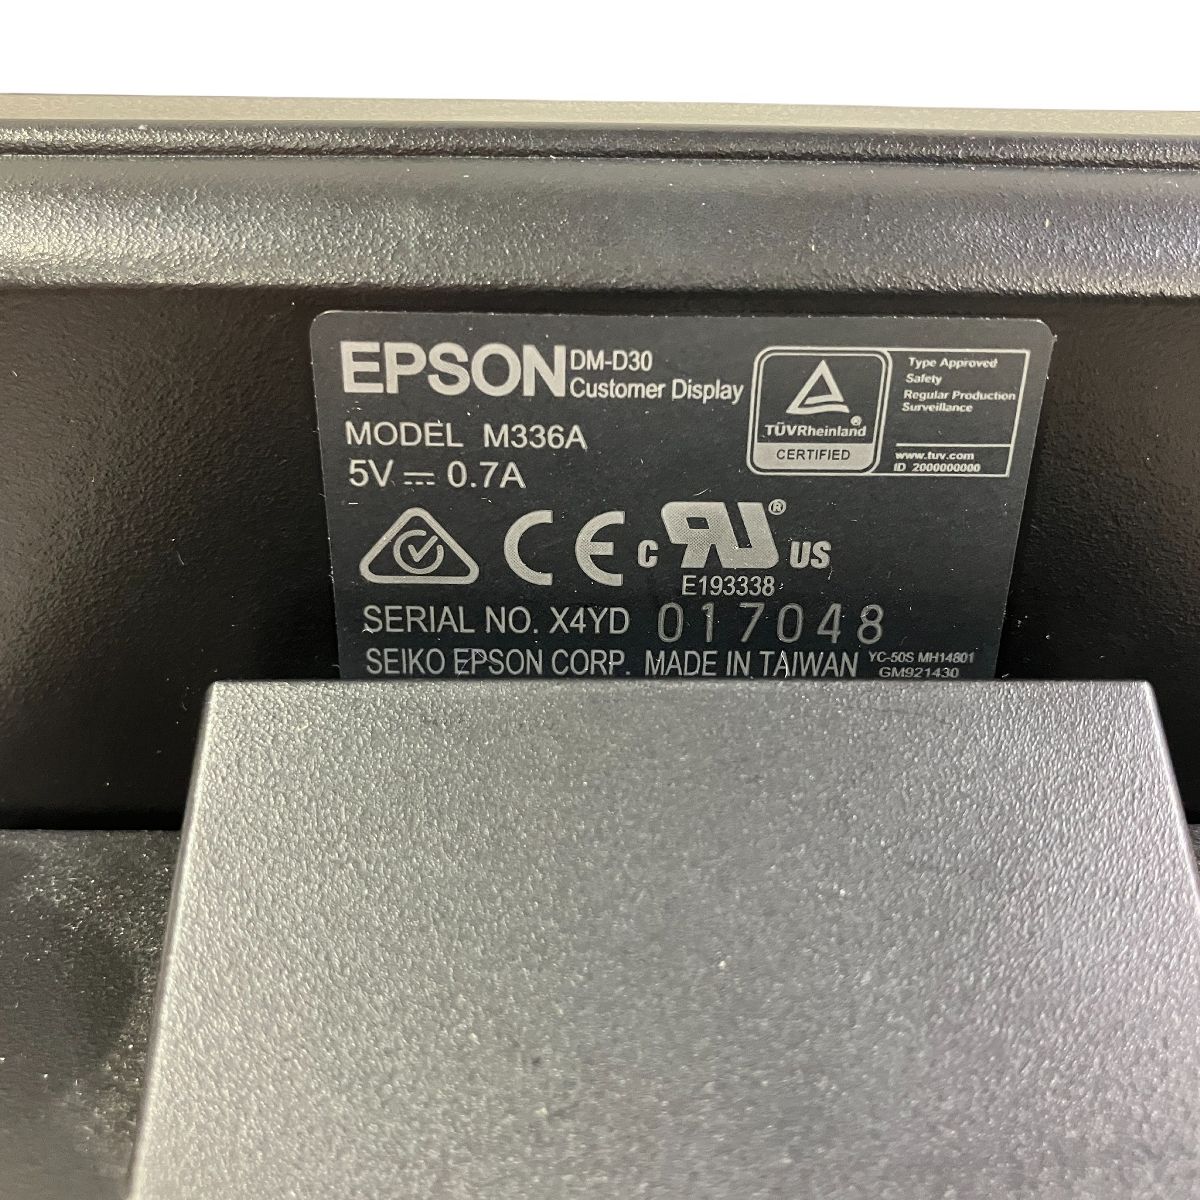 EPSON DM-D30
Customer Display
MODEL M336A
5V 0.7A
TÜVRheinland®
CERTIFIED
Type Approved
Safety
Regular Production
Surveillance
www.tuv.com
ID 2000000000
CE
c RU® US
E193338
SERIAL NO. X4YD 017048
SEIKO EPSON CORP. MADE IN TAIWAN YC-50S MH14801
GM921430